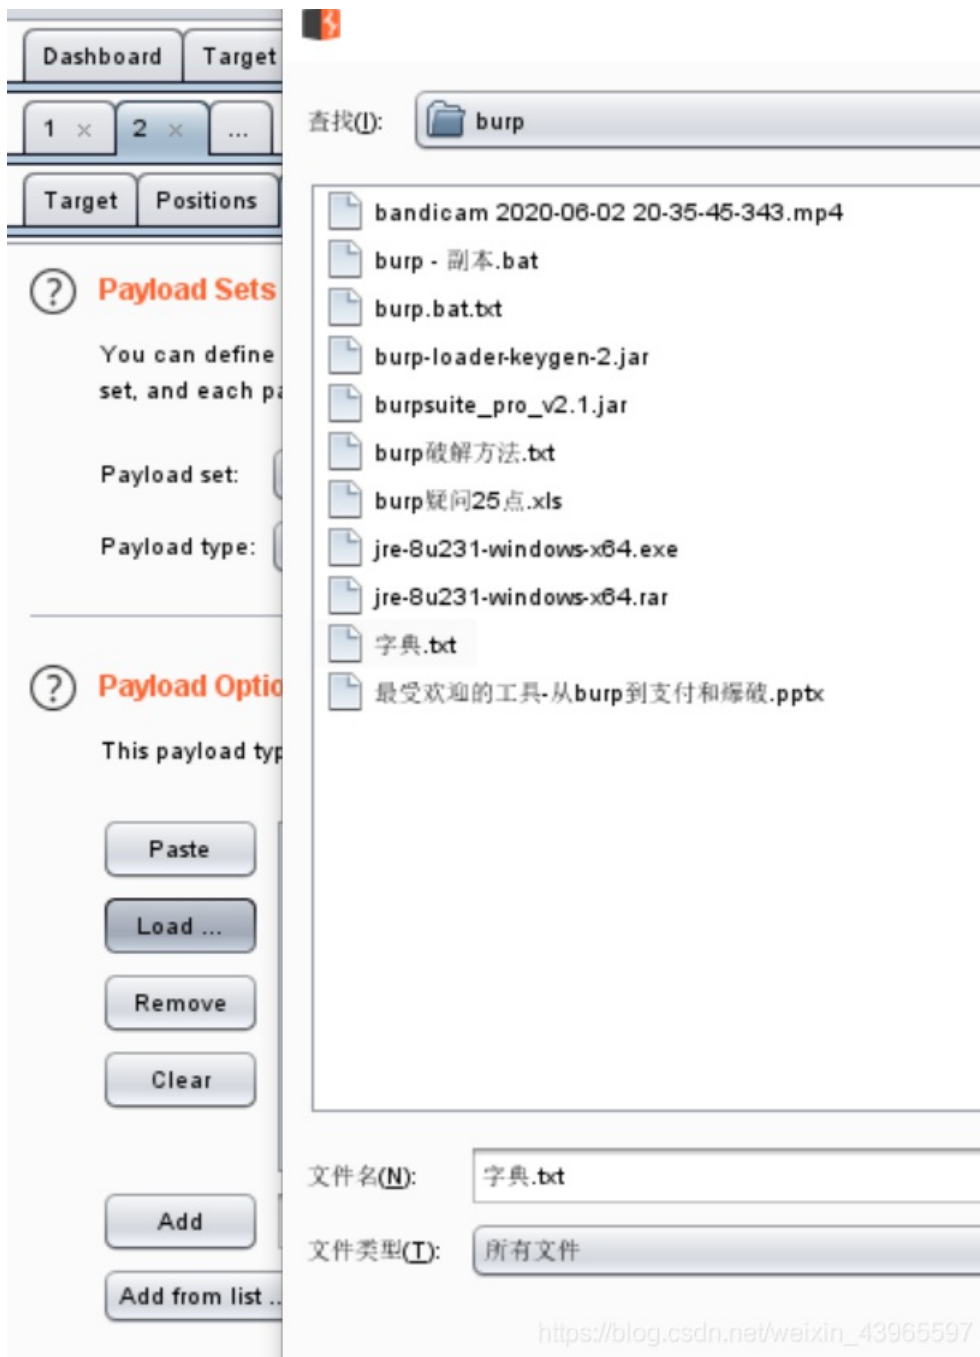 Dashboard
Target
1 ×
2 ×
...
Target
Positions
Payload Sets
You can define
set, and each pa
Payload set:
Payload type:
Payload Optio
This payload typ
Paste
Load ...
Remove
Clear
Add
Add from list ..
查找(I):
burp
bandicam 2020-06-02 20-35-45-343.mp4
burp - 副本.bat
burp.bat.txt
burp-loader-keygen-2.jar
burpsuite_pro_v2.1.jar
burp破解方法.txt
burp疑问25点.xls
jre-8u231-windows-x64.exe
jre-8u231-windows-x64.rar
字典.txt
最受欢迎的工具-从burp到支付和爆破.pptx
文件名(N):
字典.txt
文件类型(T):
所有文件
https://blog.csdn.net/weixin_43965597